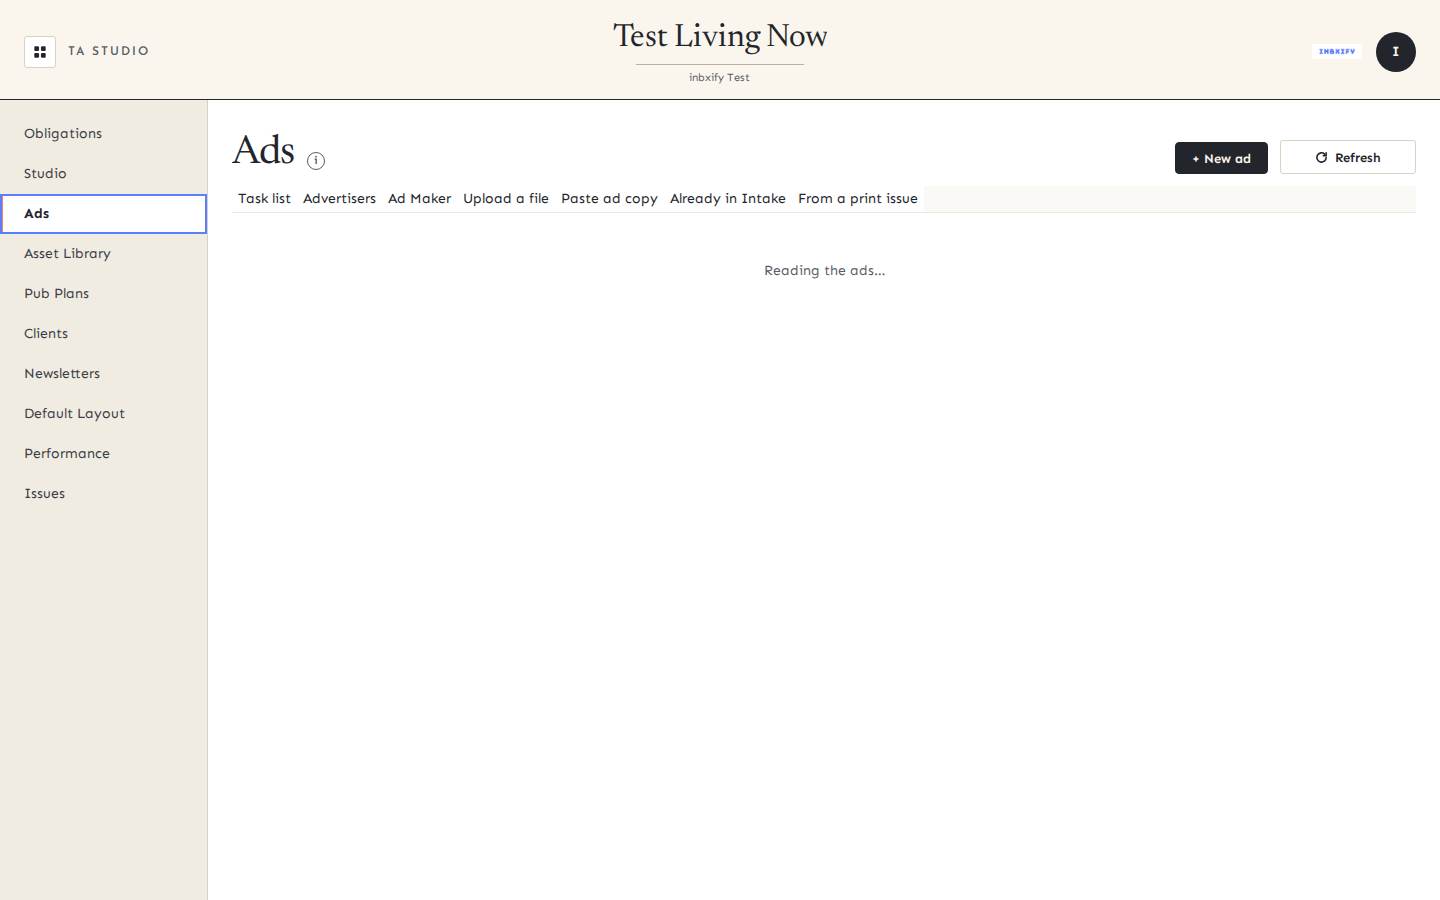 TA STUDIO
Test Living Now
inbxify Test
INBXIFY
I
Obligations
Studio
Ads
Asset Library
Pub Plans
Clients
Newsletters
Default Layout
Performance
Issues
Ads
i
+ New ad
Refresh
Task list Advertisers Ad Maker Upload a file Paste ad copy Already in Intake From a print issue
Reading the ads...